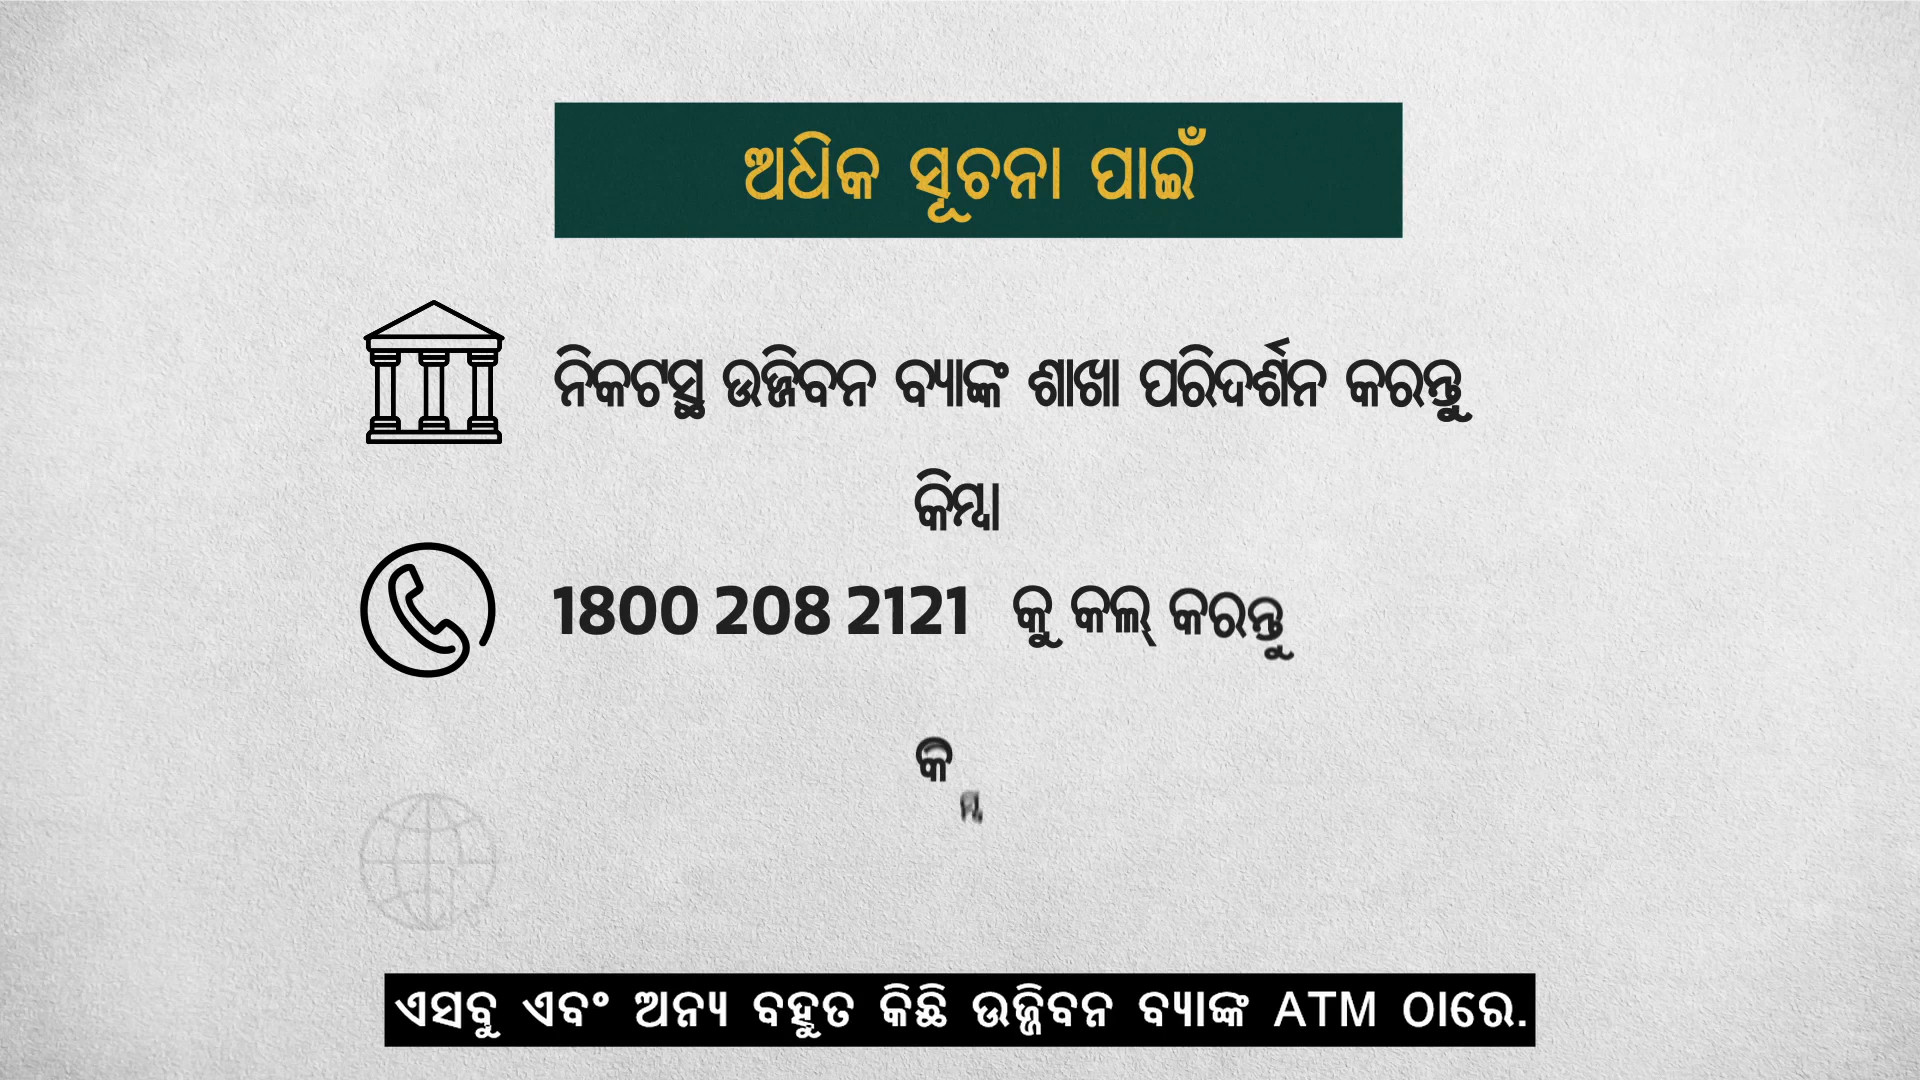 ଅଧିକ ସୂଚନା ପାଇଁ
ନିକଟସ୍ଥ ଉଜ୍ଜିବନ ବ୍ୟାଙ୍କ ଶାଖା ପରିଦର୍ଶନ କରନ୍ତୁ
କିମ୍ବା
1800 208 2121 କୁ କଲ୍ କରନ୍ତୁ
ଏସବୁ ଏବଂ ଅନ୍ୟ ବହୁତ କିଛି ଉଜ୍ଜିବନ ବ୍ୟାଙ୍କ ATM ଠାରେ.